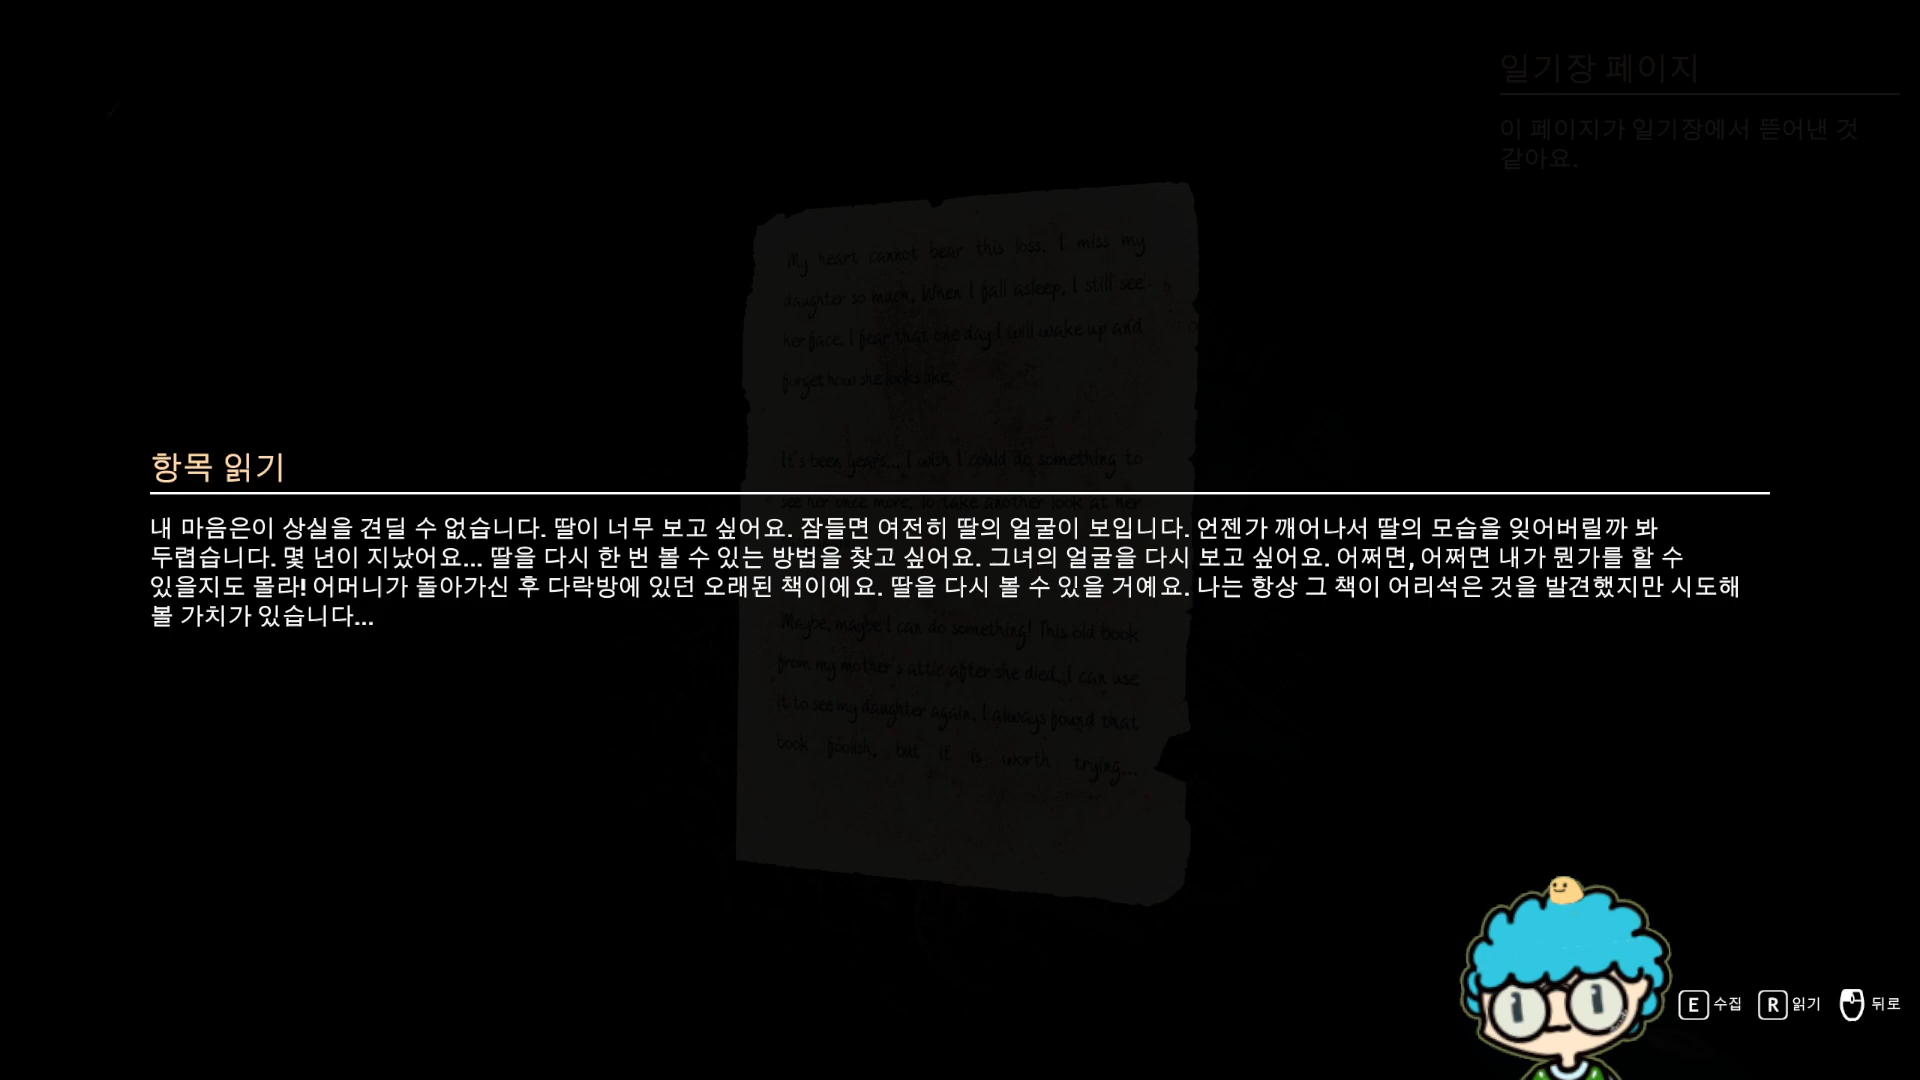 일기장 페이지
이 페이지가 일기장에서 뜯어낸 것
같아요.
My heart cannot bear this loss. I miss my
daughter so much. When I fall asleep, I still see
her face. I fear that one day I will wake up and
forget how she looks like.
It's been years... I wish I could do something to
see her once more. To take another look at her
항목 읽기
내 마음은이 상실을 견딜 수 없습니다. 딸이 너무 보고 싶어요. 잠들면 여전히 딸의 얼굴이 보입니다. 언젠가 깨어나서 딸의 모습을 잊어버릴까 봐
두렵습니다. 몇 년이 지났어요... 딸을 다시 한 번 볼 수 있는 방법을 찾고 싶어요. 그녀의 얼굴을 다시 보고 싶어요. 어쩌면, 어쩌면 내가 뭔가를 할 수
있을지도 몰라! 어머니가 돌아가신 후 다락방에 있던 오래된 책이에요. 딸을 다시 볼 수 있을 거예요. 나는 항상 그 책이 어리석은 것을 발견했지만 시도해
볼 가치가 있습니다...
Maybe, maybe I can do something! This old book
from my mother's attic after she died. I can use
it to see my daughter again. I always found that
book foolish, but it is worth trying...
E 수집 R 읽기 뒤로